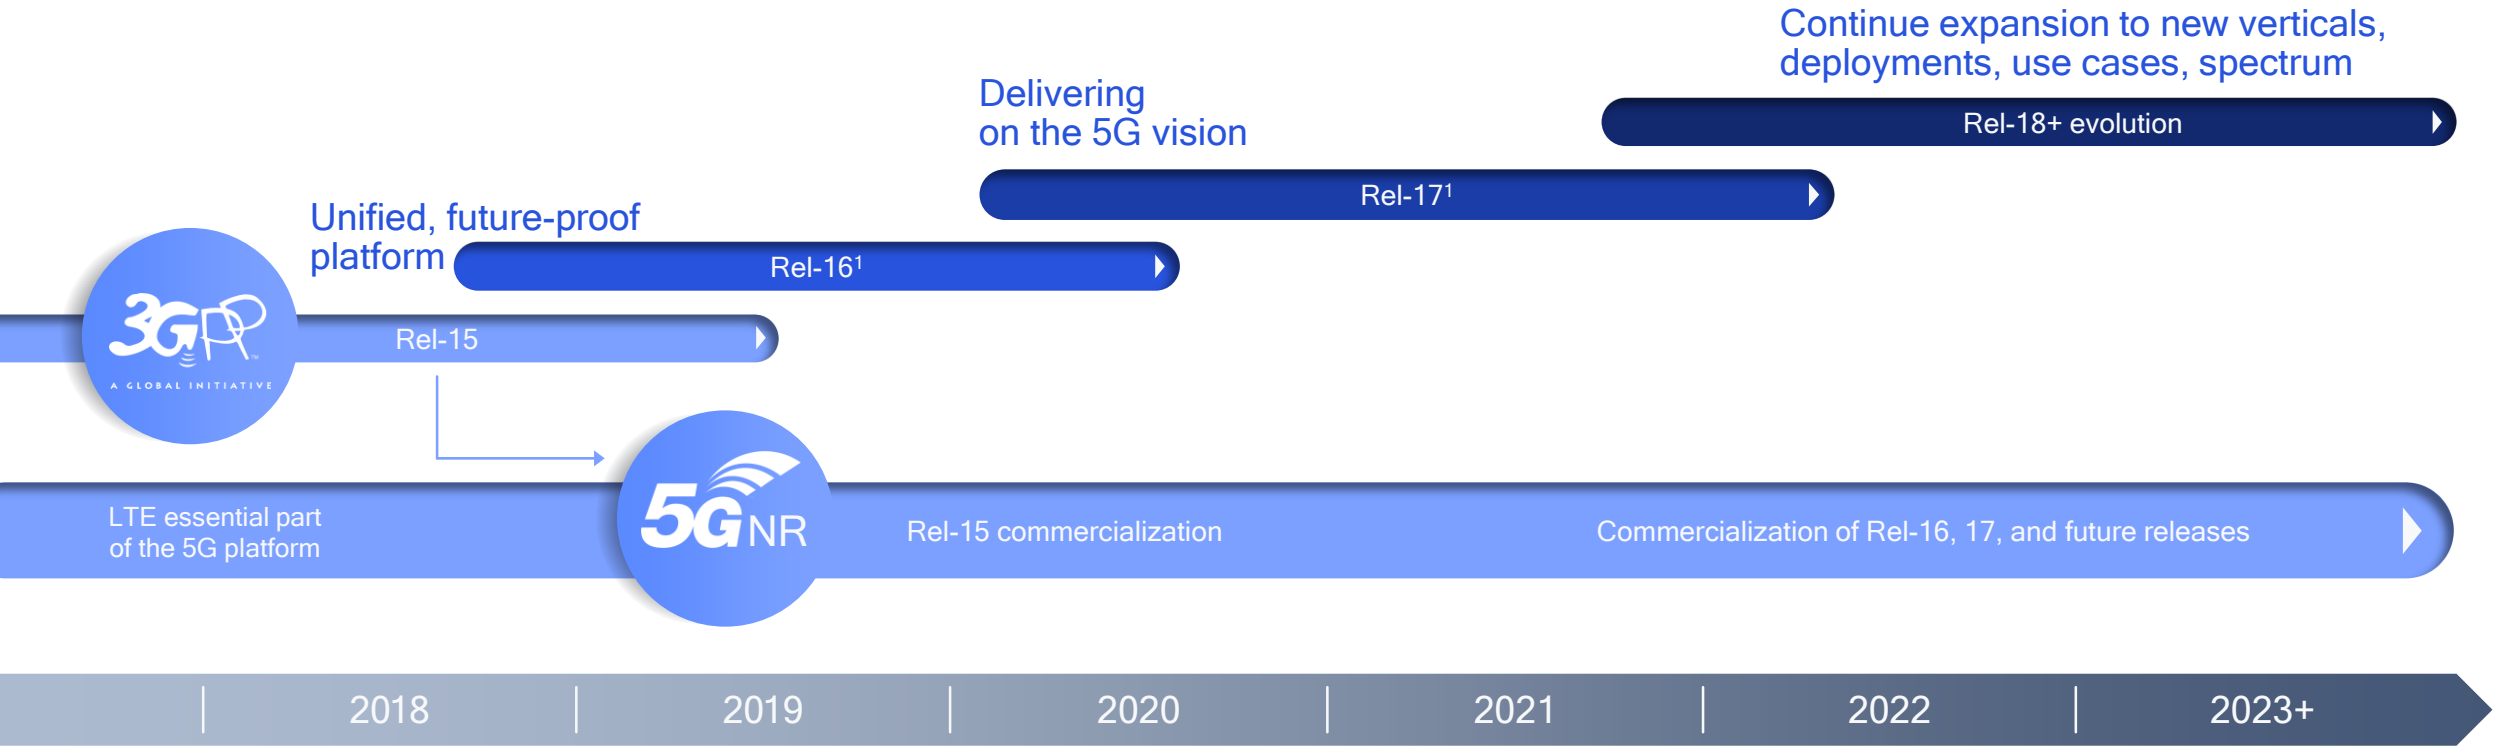 Continue expansion to new verticals,
deployments, use cases, spectrum
Rel-18+ evolution
Delivering
on the 5G vision
Rel-17¹
Unified, future-proof
platform
Rel-16¹
3GPP
TM
A GLOBAL INITIATIVE
Rel-15
LTE essential part
of the 5G platform
5G NR
Rel-15 commercialization
Commercialization of Rel-16, 17, and future releases
2018
2019
2020
2021
2022
2023+